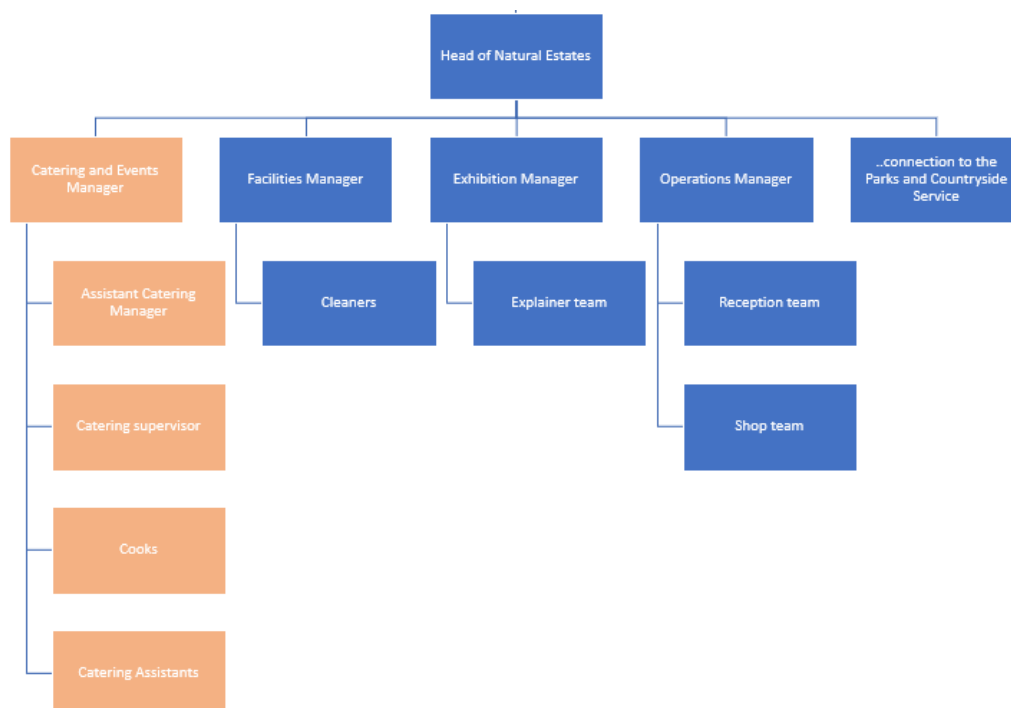 Head of Natural Estates
Catering and Events
Manager
Facilities Manager
Exhibition Manager
Operations Manager
..connection to the
Parks and Countryside
Service
Assistant Catering
Manager
Cleaners
Explainer team
Reception team
Catering supervisor
Shop team
Cooks
Catering Assistants